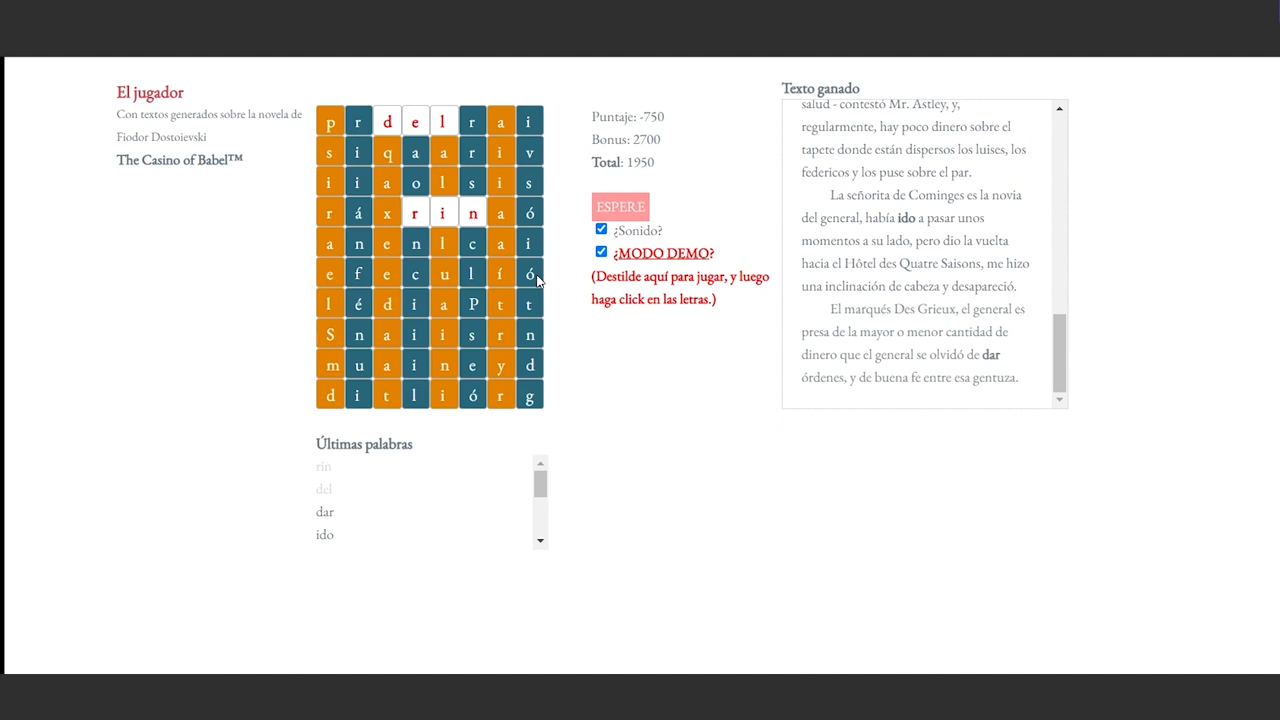 El jugador
Con textos generados sobre la novela de
Fiodor Dostoievski
The Casino of Babel™
p r d e l r a i
s i q a a r i v
i i a o l s i s
r á x r i n a ó
a n e n l c a i
e f e c u l í ó
l é d i a P t t
S n a i i s r n
m u a i n e y d
d i t l i ó r g
Últimas palabras
rin
del
dar
ido
Puntaje: -750
Bonus: 2700
Total: 1950
ESPERE
¿Sonido?
¿MODO DEMO?
(Destilde aquí para jugar, y luego
haga click en las letras.)
Texto ganado
salud - contestó Mr. Astley, y,
regularmente, hay poco dinero sobre el
tapete donde están dispersos los luises, los
federicos y los puse sobre el par.
La señorita de Cominges es la novia
del general, había ido a pasar unos
momentos a su lado, pero dio la vuelta
hacia el Hôtel des Quatre Saisons, me hizo
una inclinación de cabeza y desapareció.
El marqués Des Grieux, el general es
presa de la mayor o menor cantidad de
dinero que el general se olvidó de dar
órdenes, y de buena fe entre esa gentuza.